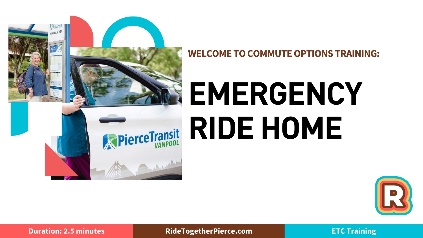 WELCOME TO COMMUTE OPTIONS TRAINING:
EMERGENCY
RIDE HOME
PierceTransit
VANPOOL
R
Duration: 2.5 minutes
RideTogetherPierce.com
ETC Training